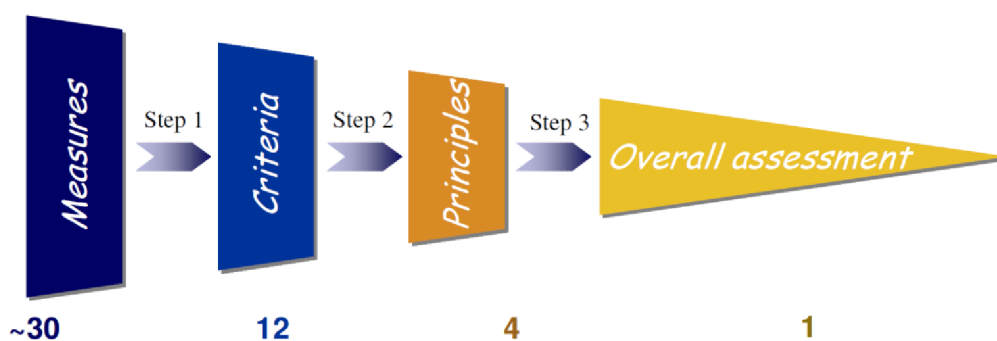 Measures
Step 1
Criteria
Step 2
Principles
Step 3
Overall assessment
~30
12
4
1